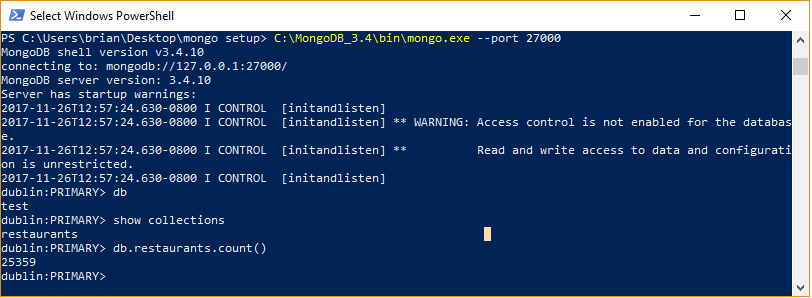 Select Windows PowerShell
PS C:\Users\brian\Desktop\mongo setup> C:\MongoDB_3.4\bin\mongo.exe --port 27000
MongoDB shell version v3.4.10
connecting to: mongodb://127.0.0.1:27000/
MongoDB server version: 3.4.10
Server has startup warnings:
2017-11-26T12:57:24.630-0800 I CONTROL  [initandlisten]
2017-11-26T12:57:24.630-0800 I CONTROL  [initandlisten] ** WARNING: Access control is not enabled for the databas
e.
2017-11-26T12:57:24.630-0800 I CONTROL  [initandlisten] **          Read and write access to data and configurati
on is unrestricted.
2017-11-26T12:57:24.630-0800 I CONTROL  [initandlisten]
dublin:PRIMARY> db
test
dublin:PRIMARY> show collections
restaurants
dublin:PRIMARY> db.restaurants.count()
25359
dublin:PRIMARY>